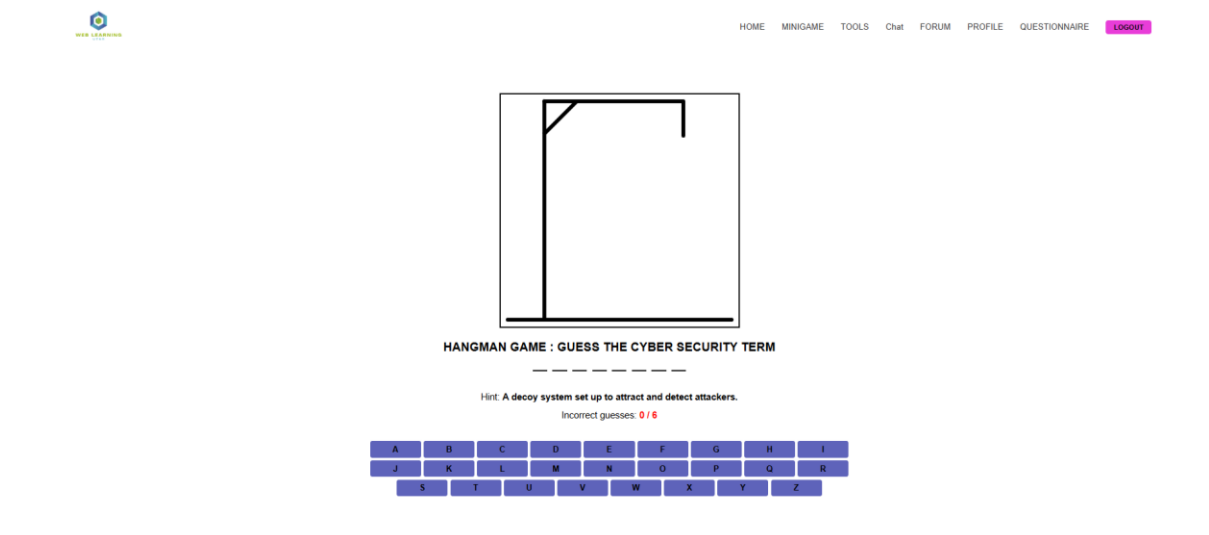 WEB LEARNING
HOME MINIGAME TOOLS Chat FORUM PROFILE QUESTIONNAIRE LOGOUT
HANGMAN GAME : GUESS THE CYBER SECURITY TERM
Hint: A decoy system set up to attract and detect attackers.
Incorrect guesses: 0 / 6
A B C D E F G H I
J K L M N O P Q R
S T U V W X Y Z